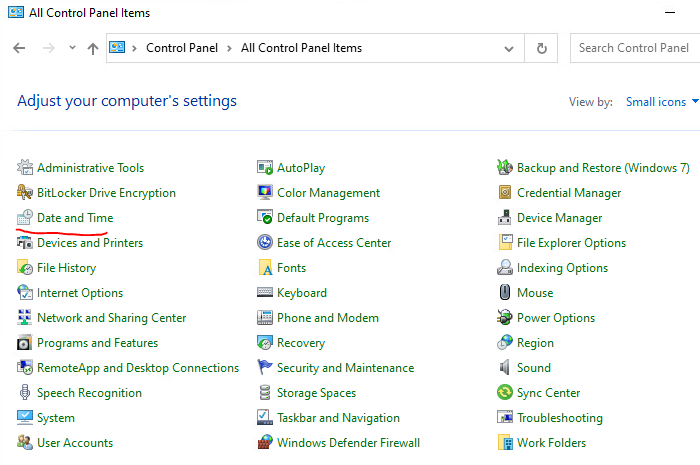 All Control Panel Items
Control Panel > All Control Panel Items
Search Control Panel
Adjust your computer's settings
View by: Small icons
Administrative Tools
AutoPlay
Backup and Restore (Windows 7)
BitLocker Drive Encryption
Color Management
Credential Manager
Date and Time
Default Programs
Device Manager
Devices and Printers
Ease of Access Center
File Explorer Options
File History
Fonts
Indexing Options
Internet Options
Keyboard
Mouse
Network and Sharing Center
Phone and Modem
Power Options
Programs and Features
Recovery
Region
RemoteApp and Desktop Connections
Security and Maintenance
Sound
Speech Recognition
Storage Spaces
Sync Center
System
Taskbar and Navigation
Troubleshooting
User Accounts
Windows Defender Firewall
Work Folders